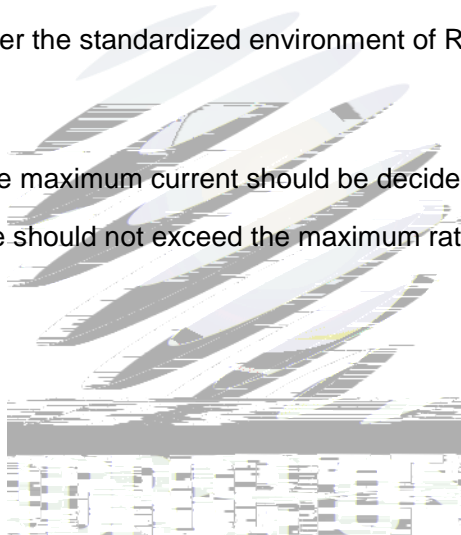 er the standardized environment of R
e maximum current should be decide
e should not exceed the maximum rat